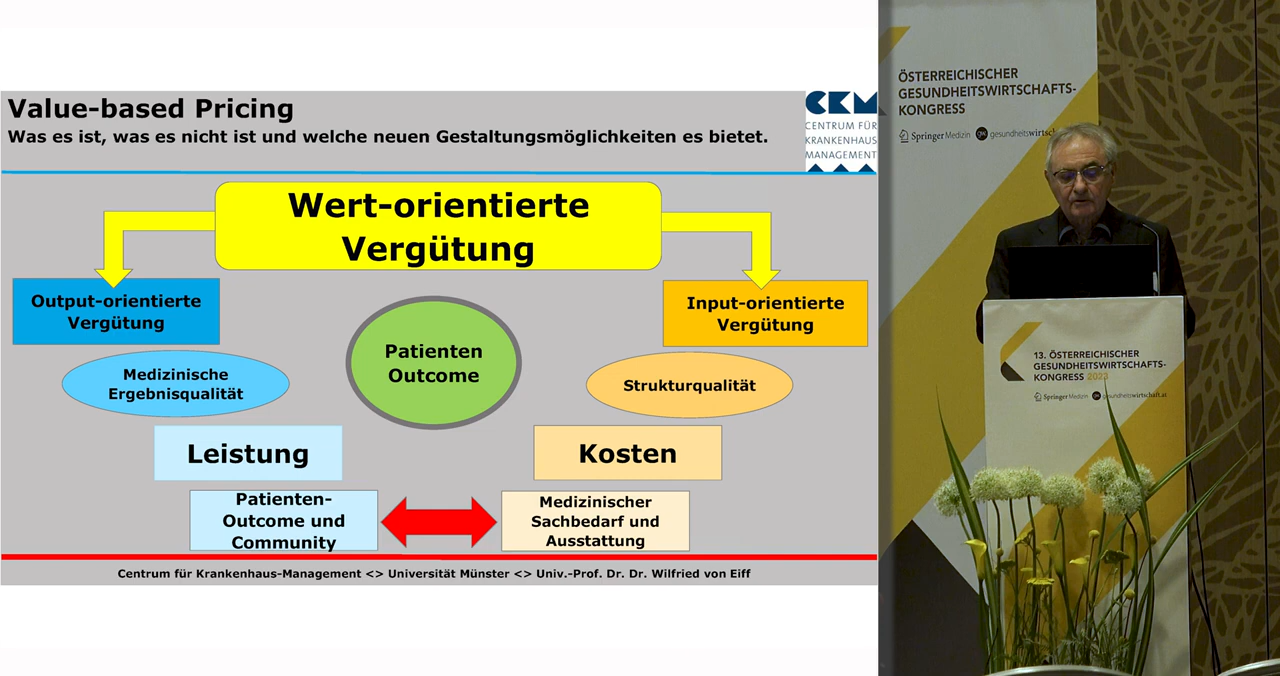 Value-based Pricing
Was es ist, was es nicht ist und welche neuen Gestaltungsmöglichkeiten es bietet.
CKM
CENTRUM FÜR
KRANKENHAUS
MANAGEMENT
Wert-orientierte
Vergütung
Output-orientierte
Vergütung
Input-orientierte
Vergütung
Patienten
Outcome
Medizinische
Ergebnisqualität
Strukturqualität
Leistung
Kosten
Patienten-
Outcome und
Community
Medizinischer
Sachbedarf und
Ausstattung
Centrum für Krankenhaus-Management <> Universität Münster <> Univ.-Prof. Dr. Dr. Wilfried von Eiff
ÖSTERREICHISCHER
GESUNDHEITSWIRTSCHAFTS-
KONGRESS
Springer Medizin gesundheitswirtsc
13. ÖSTERREICHISCHER
GESUNDHEITSWIRTSCHAFTS-
KONGRESS 2023
Springer Medizin gesundheitswirtschaft.at